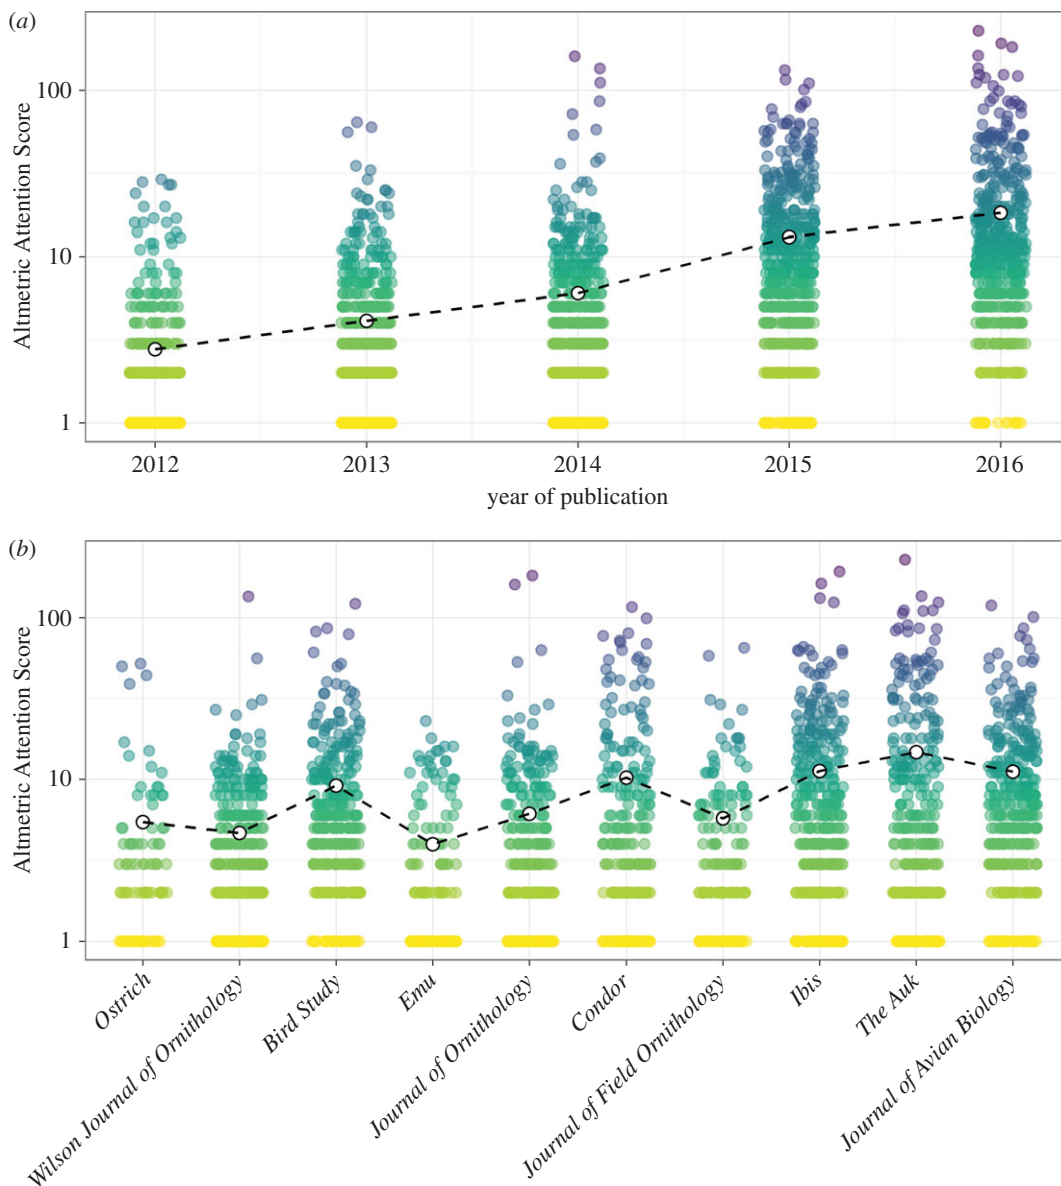 (a)
Altmetric Attention Score
100
10
1
2012 2013 2014 2015 2016
year of publication
(b)
Altmetric Attention Score
100
10
1
Ostrich
Wilson Journal of Ornithology
Bird Study
Emu
Journal of Ornithology
Condor
Journal of Field Ornithology
Ibis
The Auk
Journal of Avian Biology